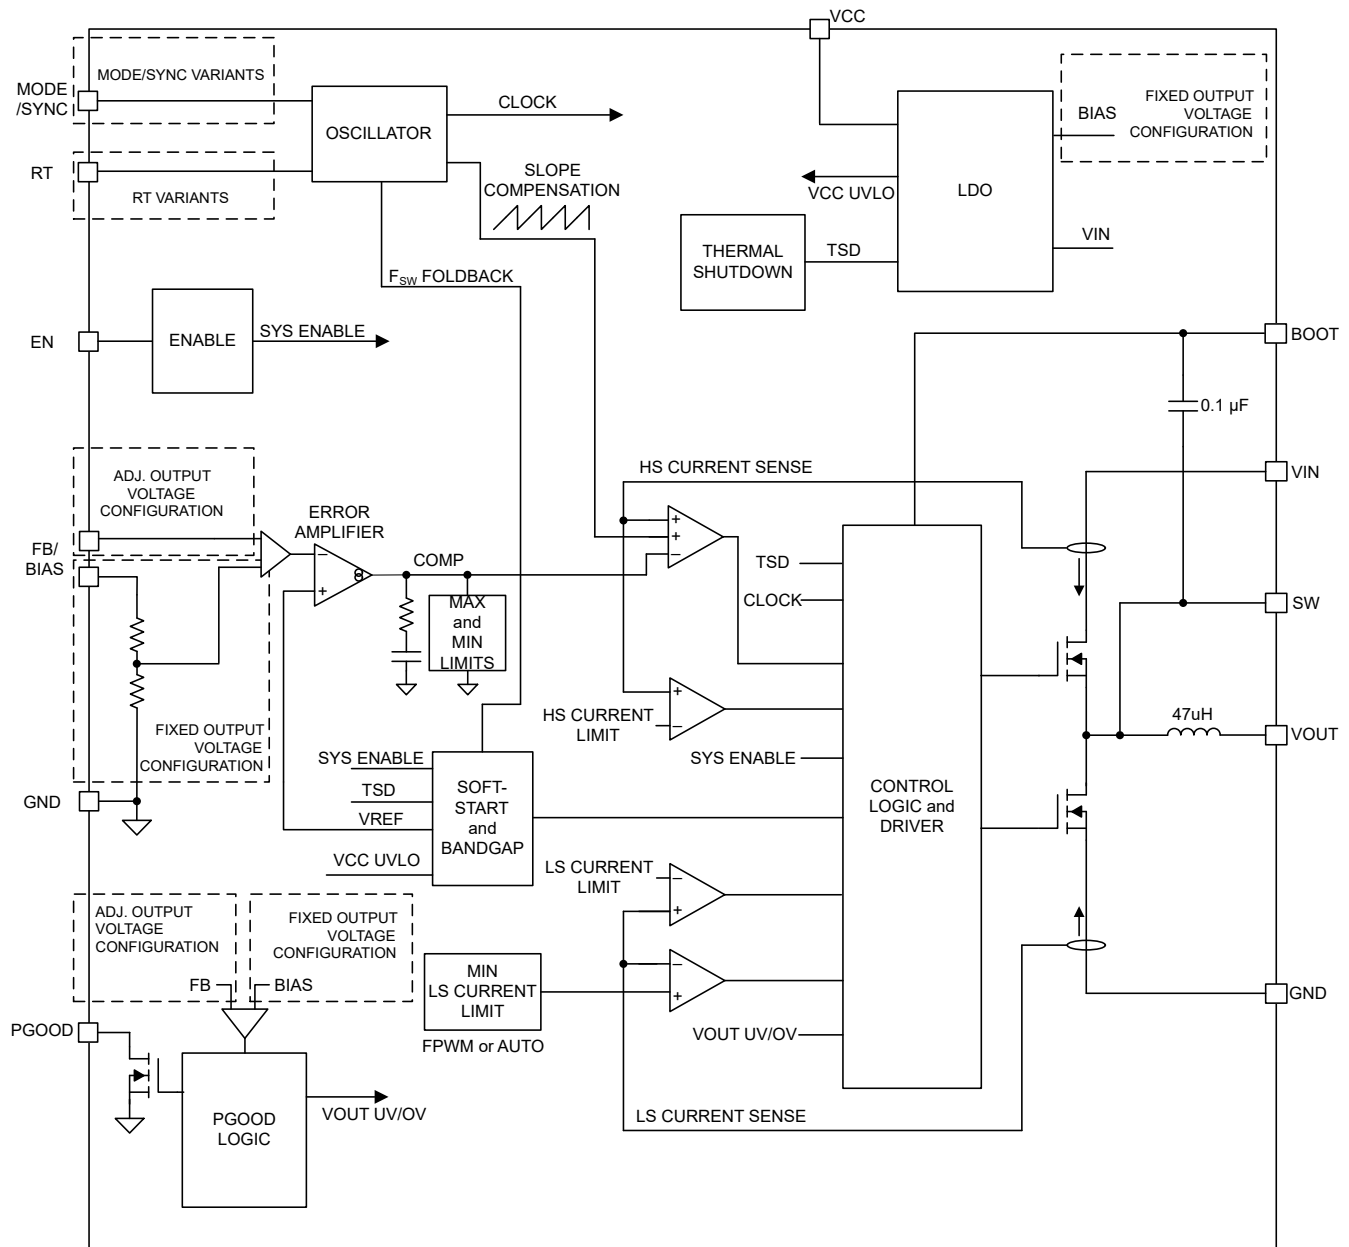 VCC
MODE/SYNC VARIANTS
MODE
/SYNC
OSCILLATOR
CLOCK
RT
RT VARIANTS
SLOPE
COMPENSATION
FSW FOLDBACK
BIAS
FIXED OUTPUT
VOLTAGE
CONFIGURATION
LDO
VCC UVLO
THERMAL
SHUTDOWN
TSD
VIN
EN
ENABLE
SYS ENABLE
BOOT
0.1 µF
ADJ. OUTPUT
VOLTAGE
CONFIGURATION
FB/
BIAS
ERROR
AMPLIFIER
−
+
COMP
MAX
and
MIN
LIMITS
HS CURRENT SENSE
+
+
−
VIN
TSD
CLOCK
SW
HS CURRENT
LIMIT
+
−
SYS ENABLE
47uH
VOUT
FIXED OUTPUT
VOLTAGE
CONFIGURATION
GND
SYS ENABLE
TSD
VREF
VCC UVLO
SOFT-
START
and
BANDGAP
CONTROL
LOGIC and
DRIVER
LS CURRENT
LIMIT
−
+
ADJ. OUTPUT
VOLTAGE
CONFIGURATION
FIXED OUTPUT
VOLTAGE
CONFIGURATION
FB
BIAS
MIN
LS CURRENT
LIMIT
FPWM or AUTO
−
+
GND
VOUT UV/OV
PGOOD
PGOOD
LOGIC
VOUT UV/OV
LS CURRENT SENSE